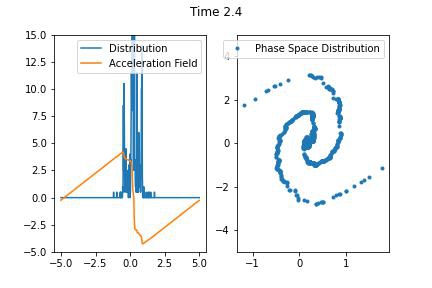 Time 2.4
Distribution
Acceleration Field
15.0
12.5
10.0
7.5
5.0
2.5
0.0
−2.5
−5.0
−5.0 −2.5 0.0 2.5 5.0
Phase Space Distribution
4
2
0
−2
−4
−1 0 1